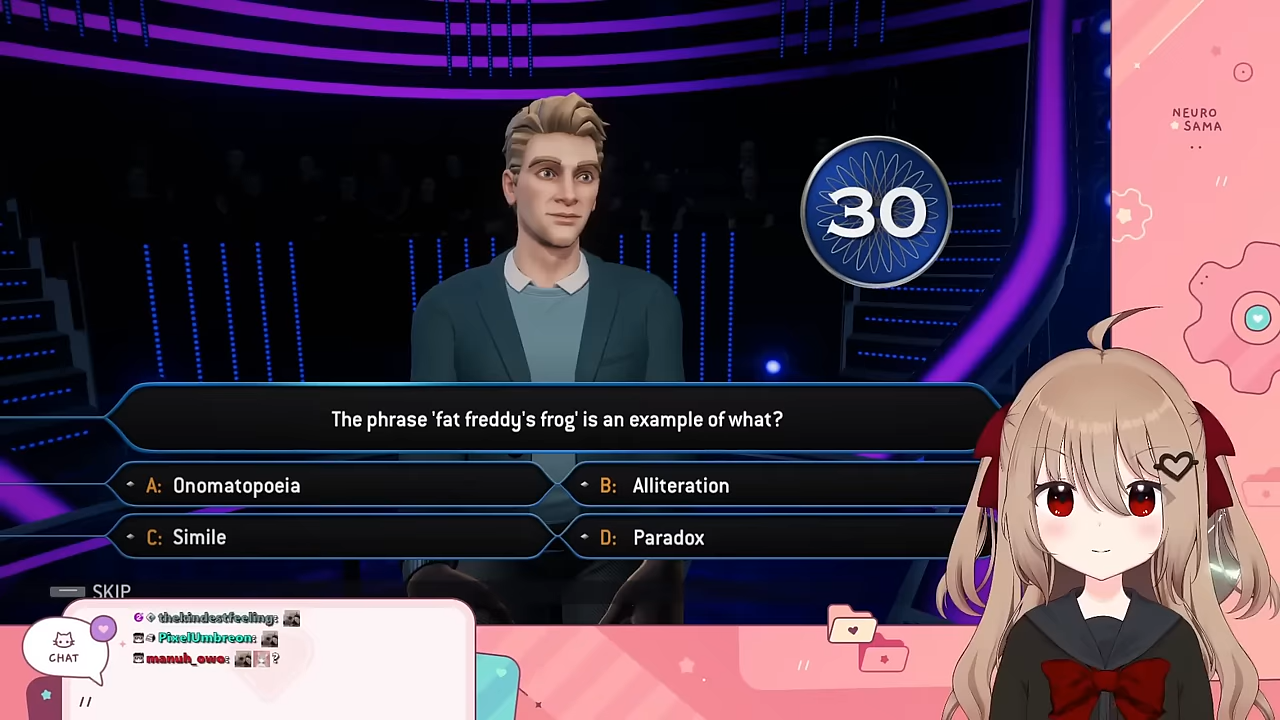 NEURO
SAMA
30
The phrase 'fat freddy's frog' is an example of what?
A: Onomatopoeia
B: Alliteration
C: Simile
D: Paradox
SKIP
CHAT
thekindestfeeling:
PixelUmbreon:
manuh_owo: ?